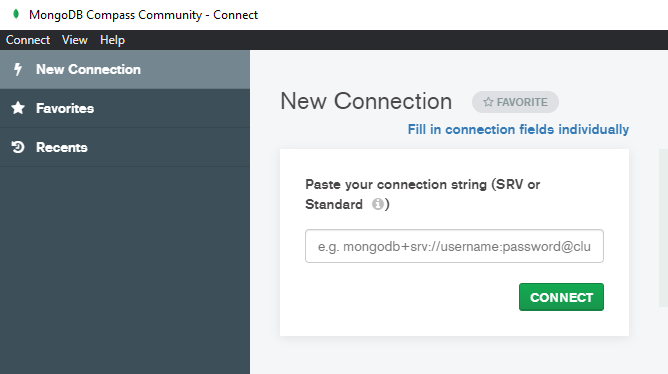 MongoDB Compass Community - Connect
Connect View Help
New Connection
Favorites
Recents
New Connection
FAVORITE
Fill in connection fields individually
Paste your connection string (SRV or
Standard )
e.g. mongodb+srv://username:password@clu
CONNECT